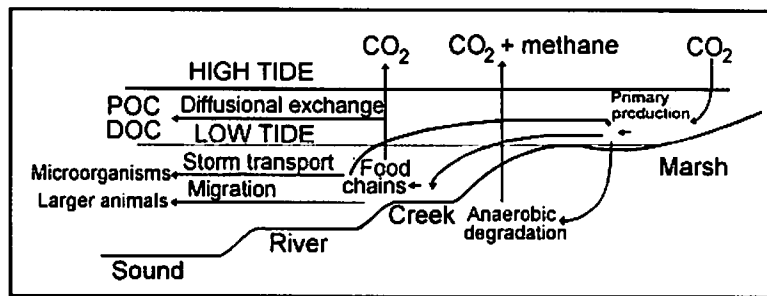 CO2
CO2 + methane
CO2
HIGH TIDE
Primary
production
POC
Diffusional exchange
DOC
LOW TIDE
Storm transport
Microorganisms
Food
chains
Marsh
Migration
Larger animals
Creek
Anaerobic
degradation
River
Sound